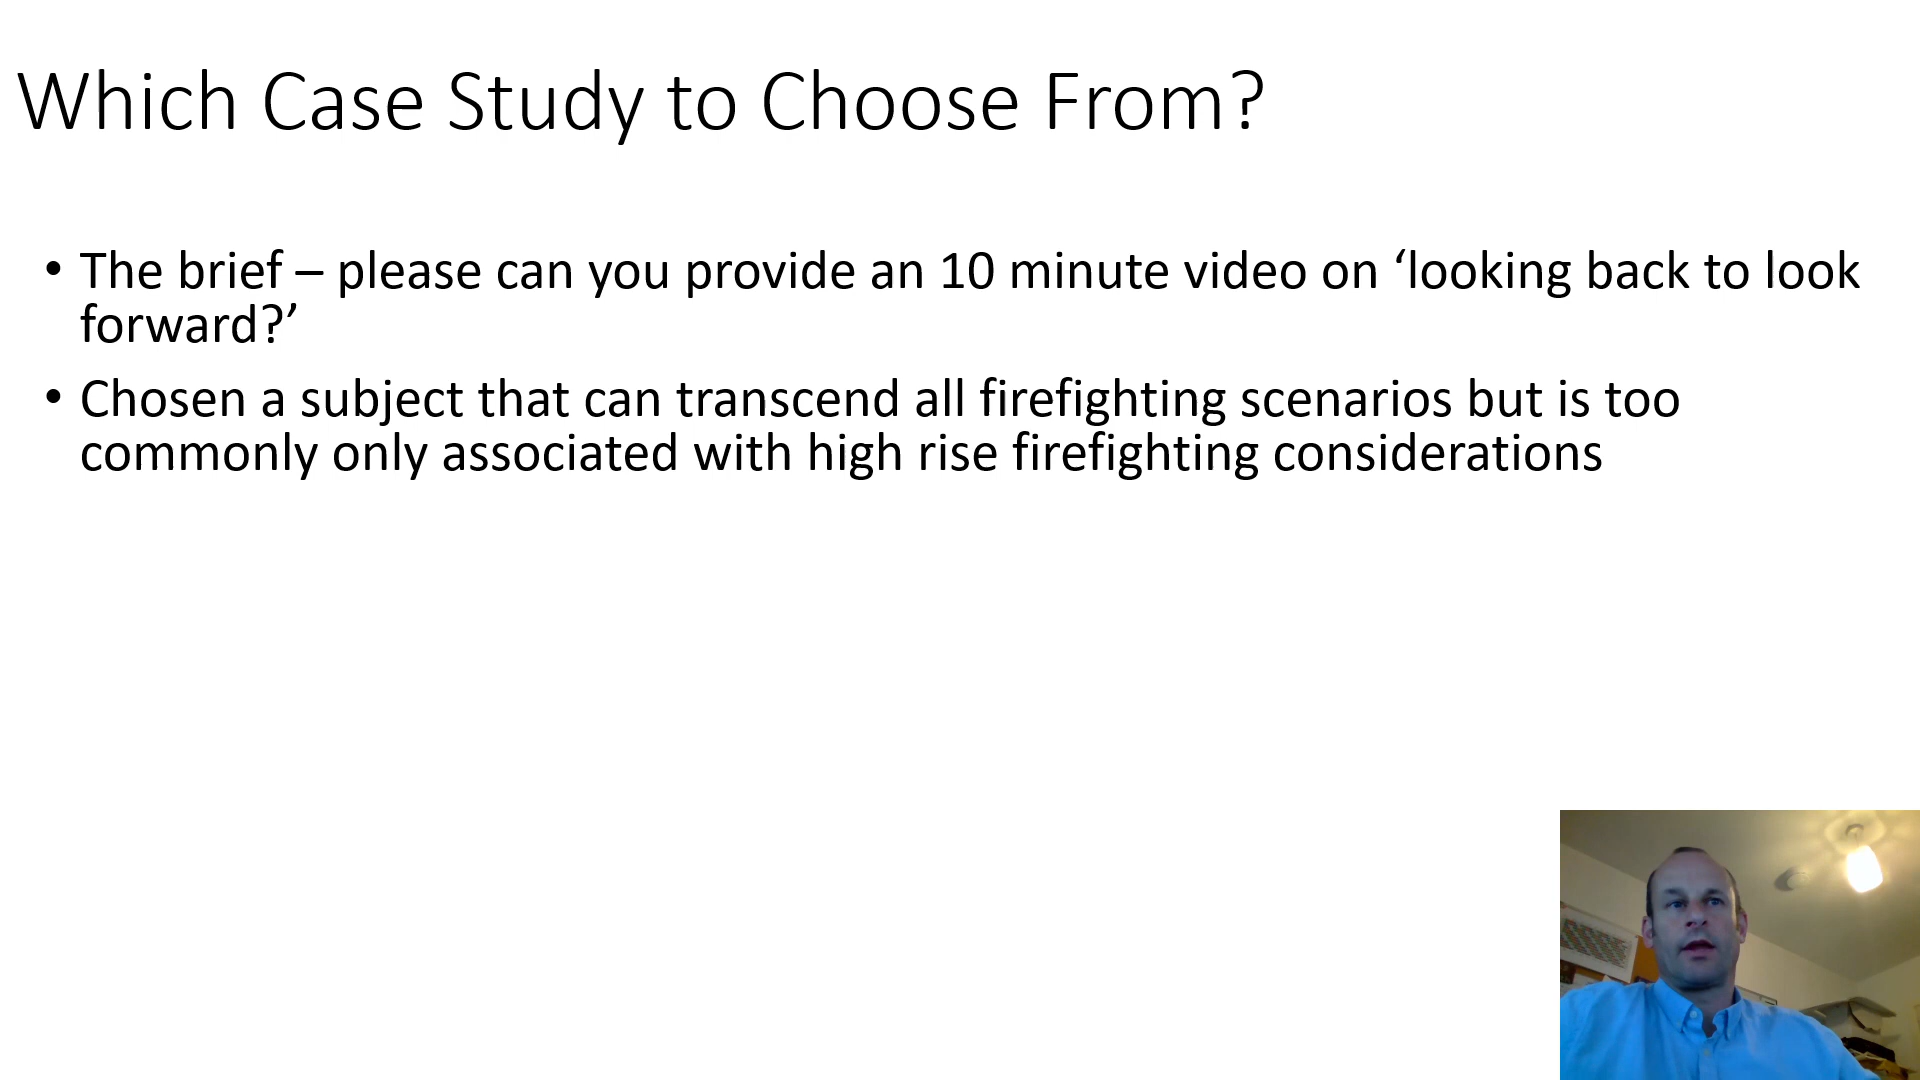 Which Case Study to Choose From?
• The brief – please can you provide an 10 minute video on ‘looking back to look
forward?’
• Chosen a subject that can transcend all firefighting scenarios but is too
commonly only associated with high rise firefighting considerations